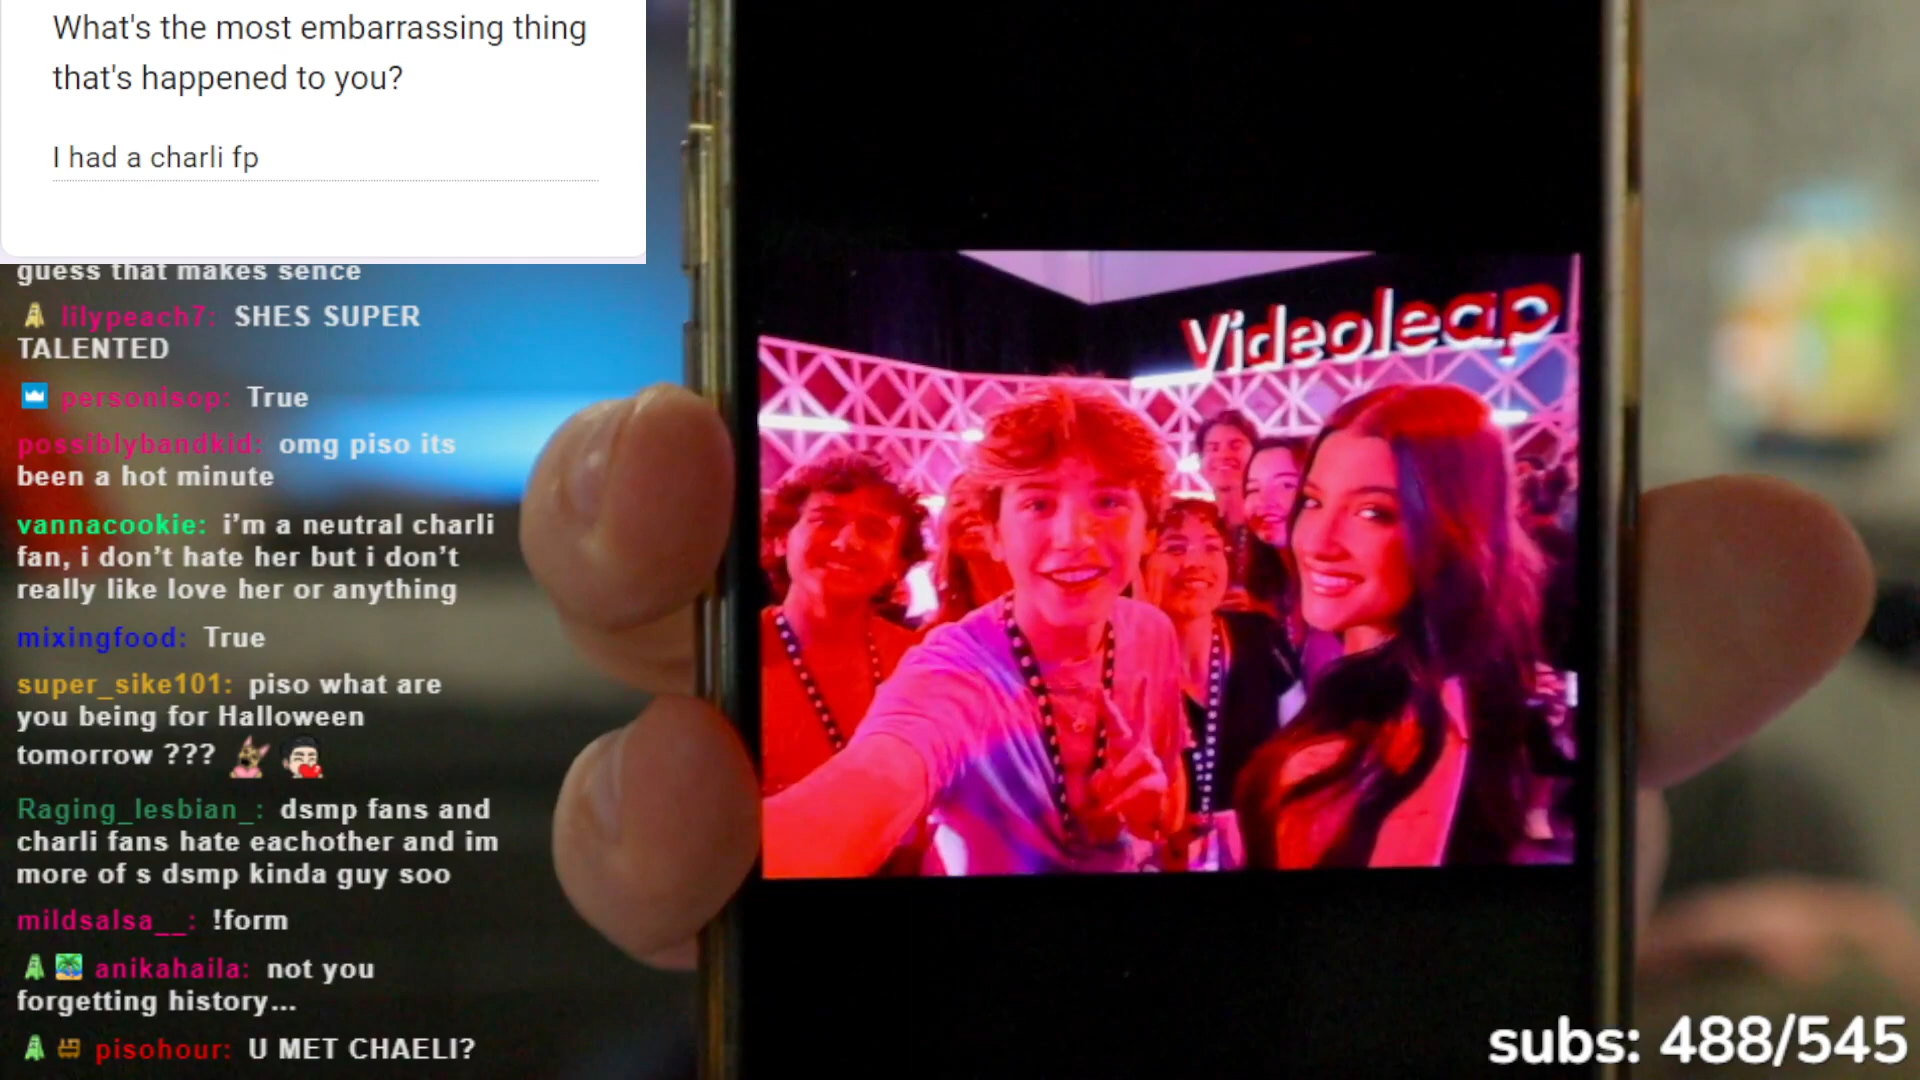 What's the most embarrassing thing
that's happened to you?
I had a charli fp
guess that makes sence
lilypeach7: SHES SUPER
TALENTED
personisop: True
possiblybandkid: omg piso its
been a hot minute
vannacookie: i’m a neutral charli
fan, i don’t hate her but i don’t
really like love her or anything
mixingfood: True
super_sike101: piso what are
you being for Halloween
tomorrow ???
Raging_lesbian_: dsmp fans and
charli fans hate eachother and im
more of s dsmp kinda guy soo
mildsalsa__: !form
anikahaila: not you
forgetting history...
pisohour: U MET CHAELI?
Videoleap
subs: 488/545